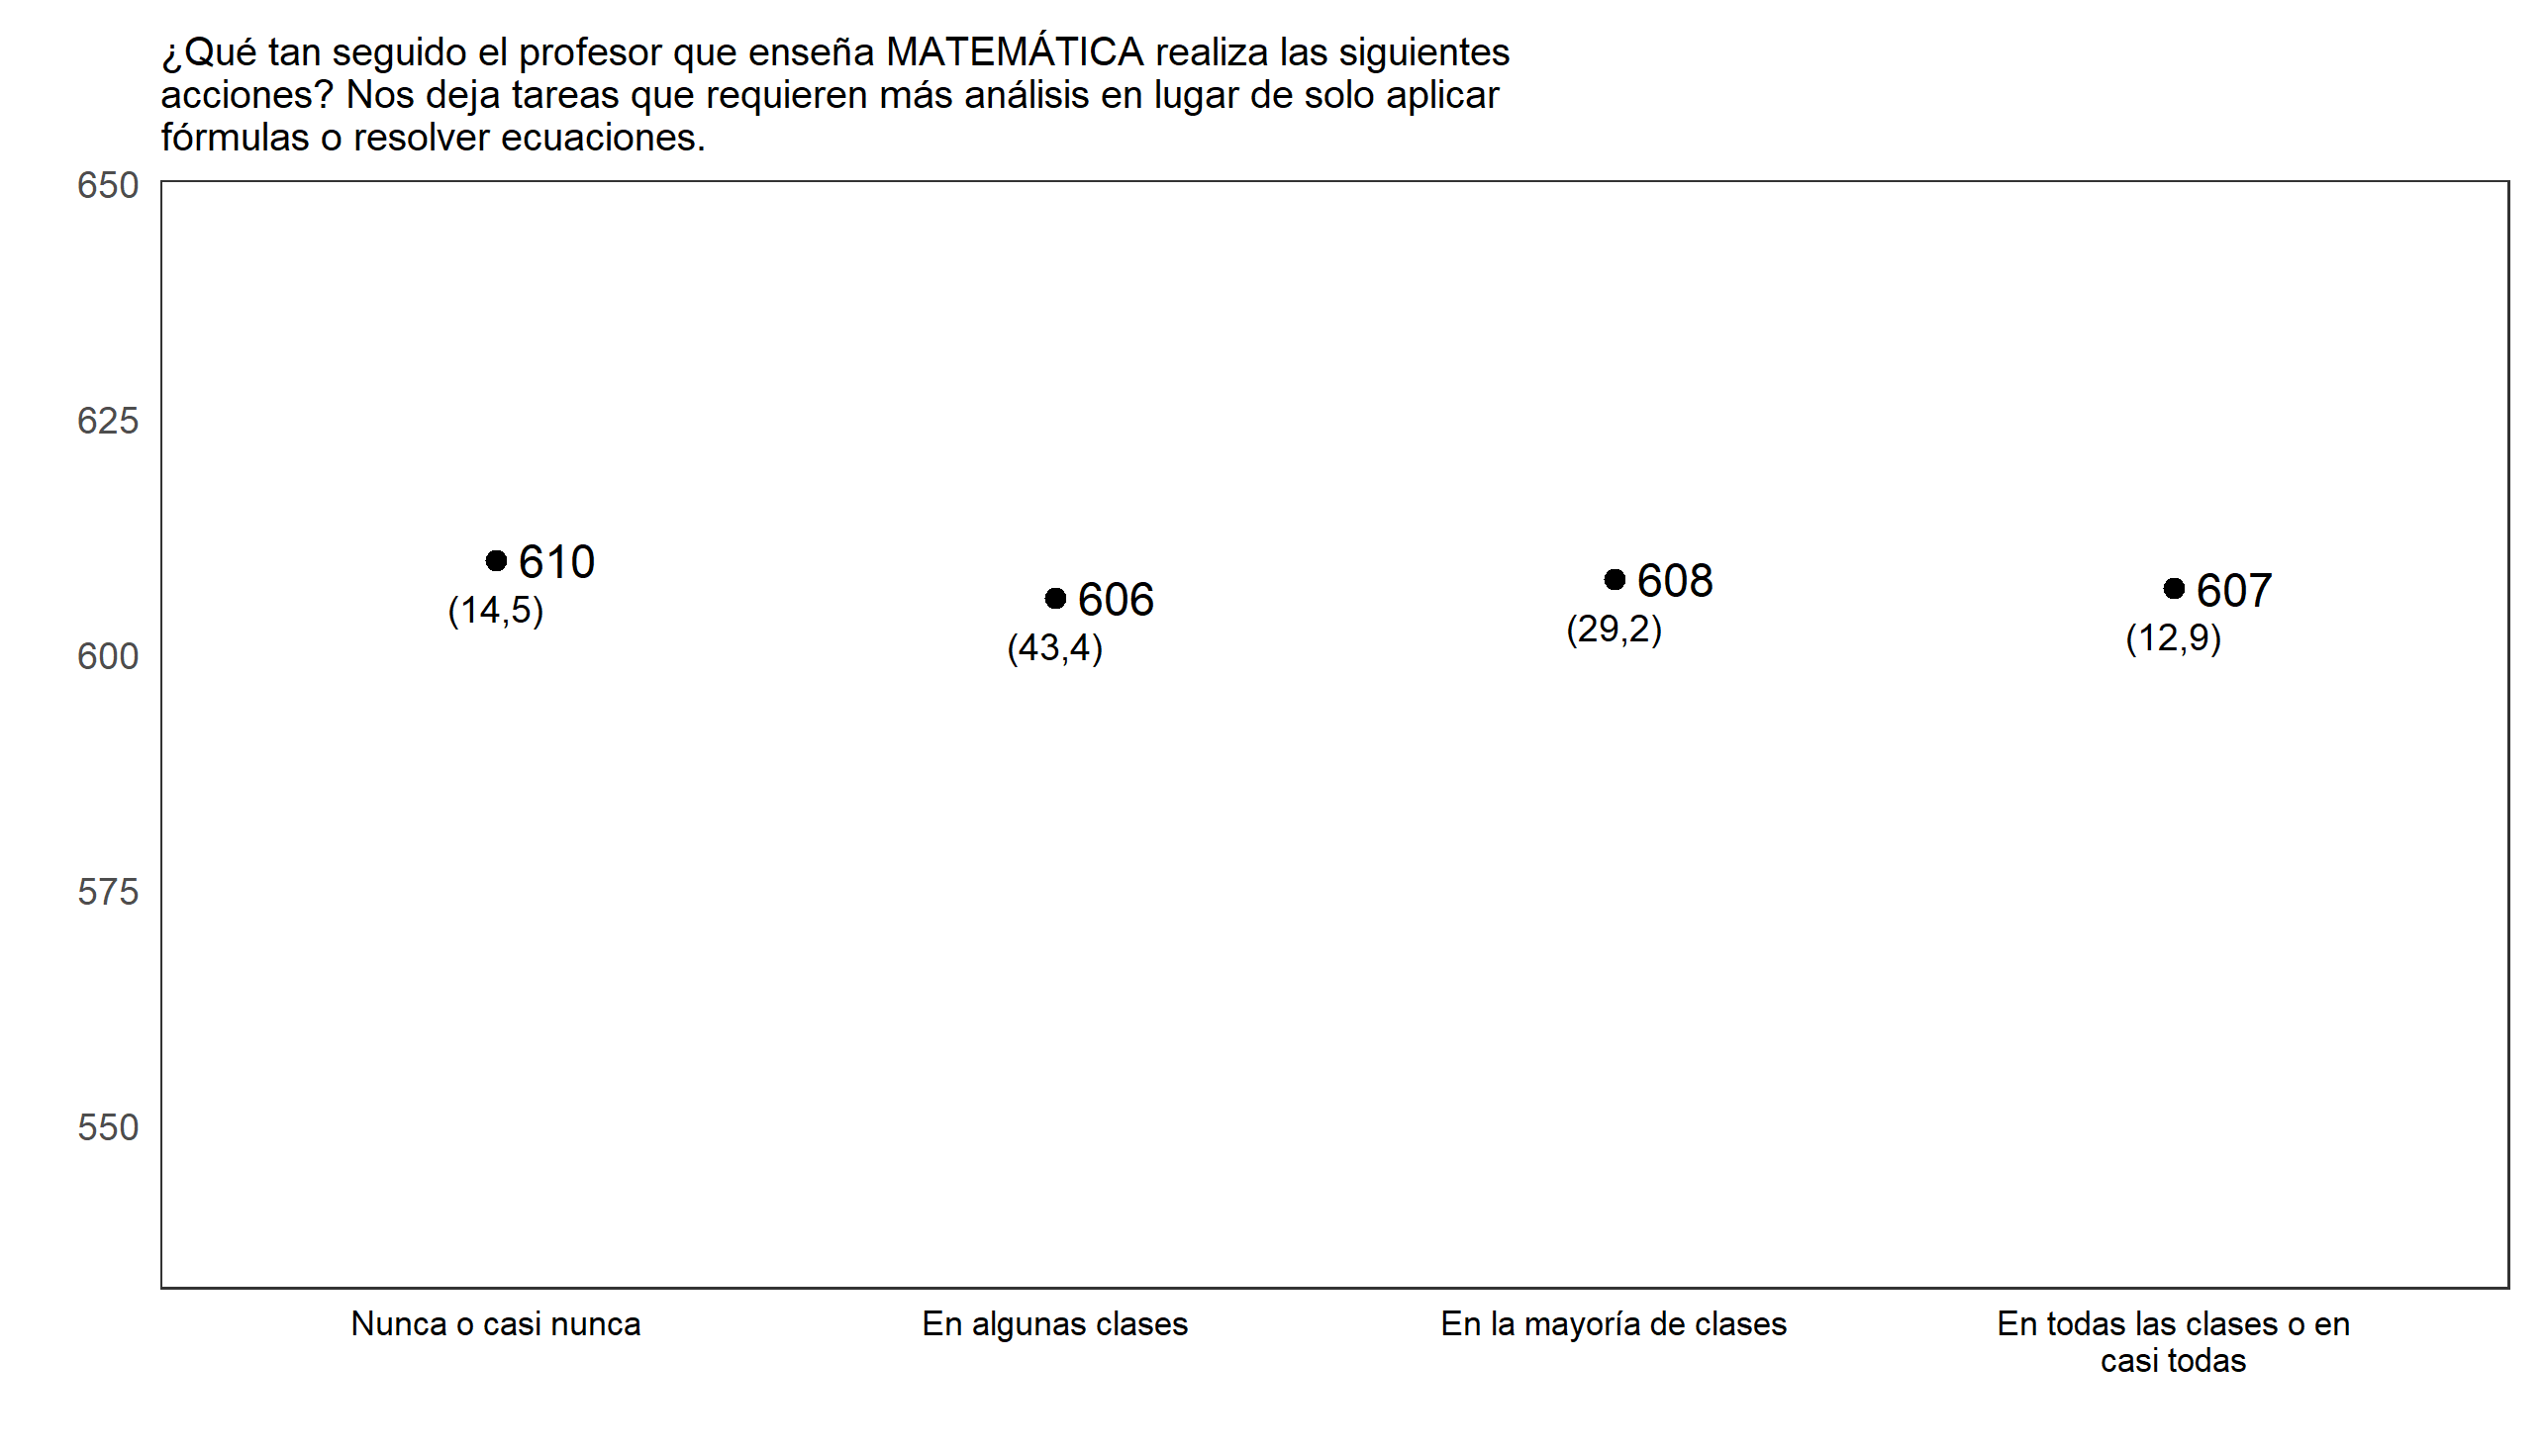 ¿Qué tan seguido el profesor que enseña MATEMÁTICA realiza las siguientes
acciones? Nos deja tareas que requieren más análisis en lugar de solo aplicar
fórmulas o resolver ecuaciones.
650
625
600
575
550
610
(14,5)
606
(43,4)
608
(29,2)
607
(12,9)
Nunca o casi nunca
En algunas clases
En la mayoría de clases
En todas las clases o en
casi todas